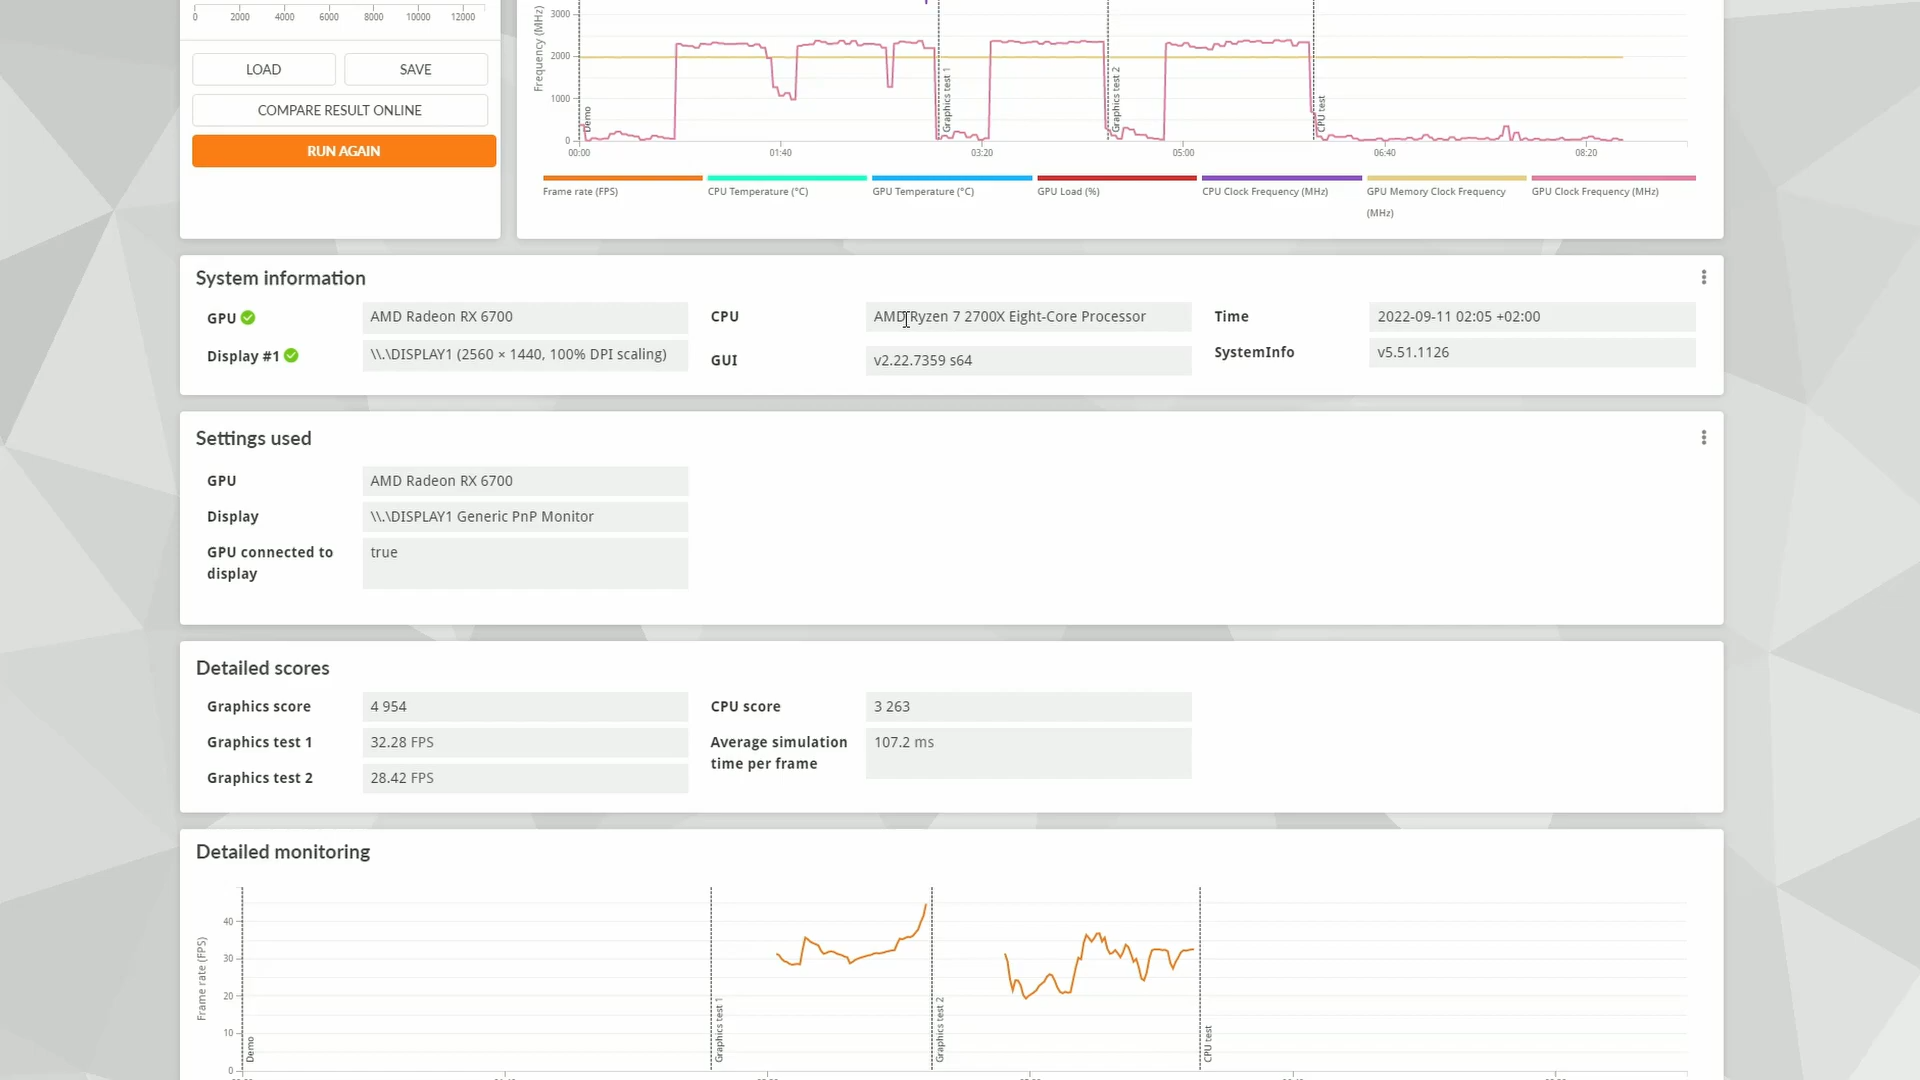 0 2000 4000 6000 8000 10000 12000
LOAD
SAVE
COMPARE RESULT ONLINE
RUN AGAIN
Frequency (MHz)
3000
2000
1000
0
Demo
Graphics test 1
Graphics test 2
CPU test
00:00 01:40 03:20 05:00 06:40 08:20
Frame rate (FPS)
CPU Temperature (°C)
GPU Temperature (°C)
GPU Load (%)
CPU Clock Frequency (MHz)
GPU Memory Clock Frequency
(MHz)
GPU Clock Frequency (MHz)
System information
GPU
AMD Radeon RX 6700
CPU
AMD Ryzen 7 2700X Eight-Core Processor
Time
2022-09-11 02:05 +02:00
Display #1
\\.\DISPLAY1 (2560 × 1440, 100% DPI scaling)
GUI
v2.22.7359 s64
SystemInfo
v5.51.1126
Settings used
GPU
AMD Radeon RX 6700
Display
\\.\DISPLAY1 Generic PnP Monitor
GPU connected to
display
true
Detailed scores
Graphics score
4 954
CPU score
3 263
Graphics test 1
32.28 FPS
Average simulation
time per frame
107.2 ms
Graphics test 2
28.42 FPS
Detailed monitoring
Frame rate (FPS)
40
30
20
10
0
Demo
Graphics test 1
Graphics test 2
CPU test